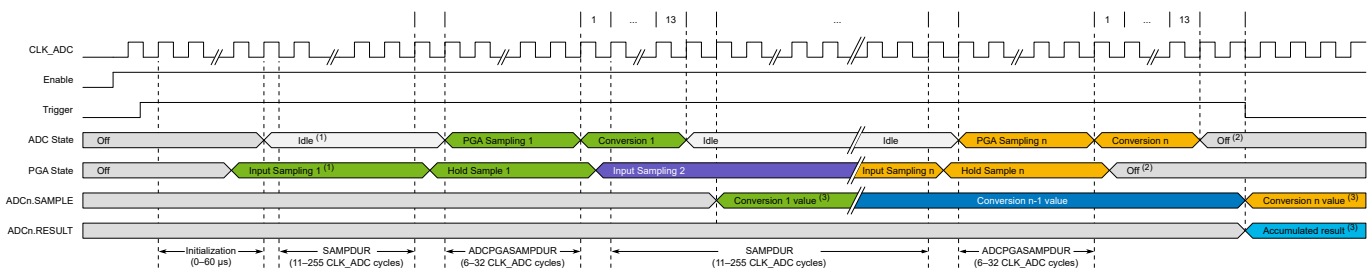 1 ... 13 ... 1 ... 13
CLK_ADC
Enable
Trigger
ADC State Off Idle (1) PGA Sampling 1 Conversion 1 Idle Idle PGA Sampling n Conversion n Off (2)
PGA State Off Input Sampling 1 (1) Hold Sample 1 Input Sampling 2 Input Sampling n Hold Sample n Off (2)
ADCn.SAMPLE Conversion 1 value (3) Conversion n-1 value Conversion n value (3)
ADCn.RESULT Accumulated result (3)
Initialization SAMPDUR ADCPGASAMPDUR SAMPDUR ADCPGASAMPDUR
(0–60 µs) (11–255 CLK_ADC cycles) (6–32 CLK_ADC cycles) (11–255 CLK_ADC cycles) (6–32 CLK_ADC cycles)